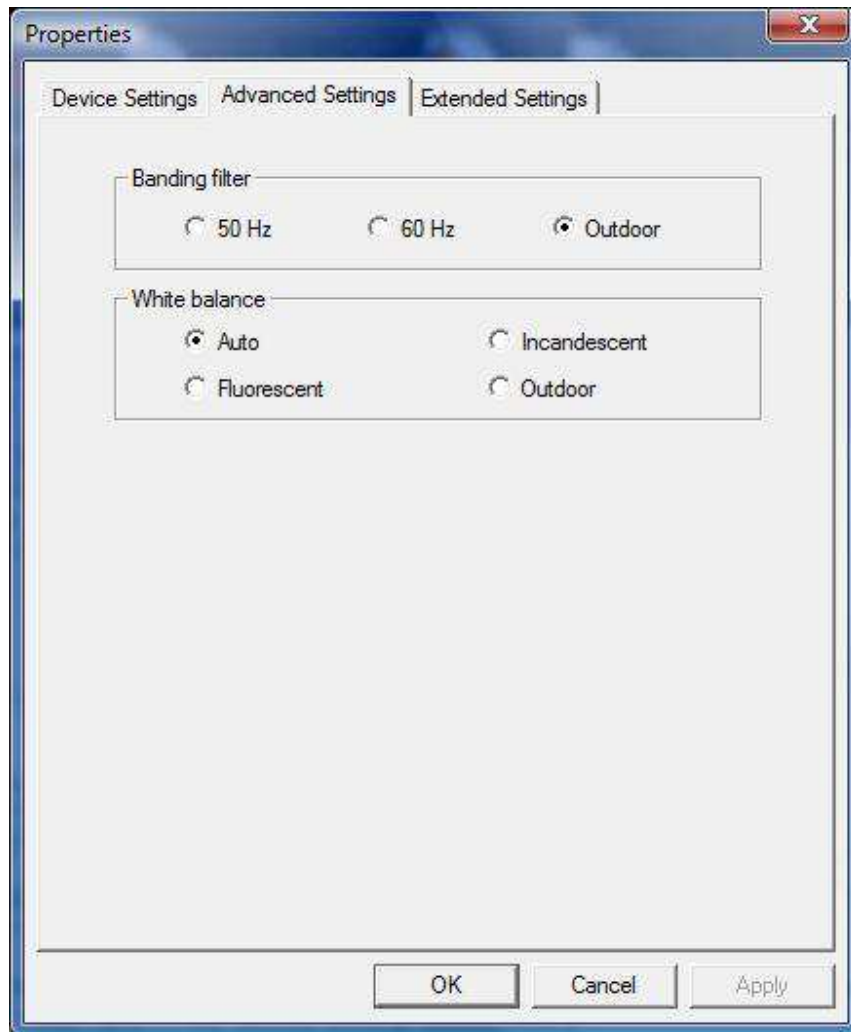 Properties
Device Settings Advanced Settings Extended Settings
Banding filter
50 Hz 60 Hz Outdoor
White balance
Auto Incandescent
Fluorescent Outdoor
OK Cancel Apply